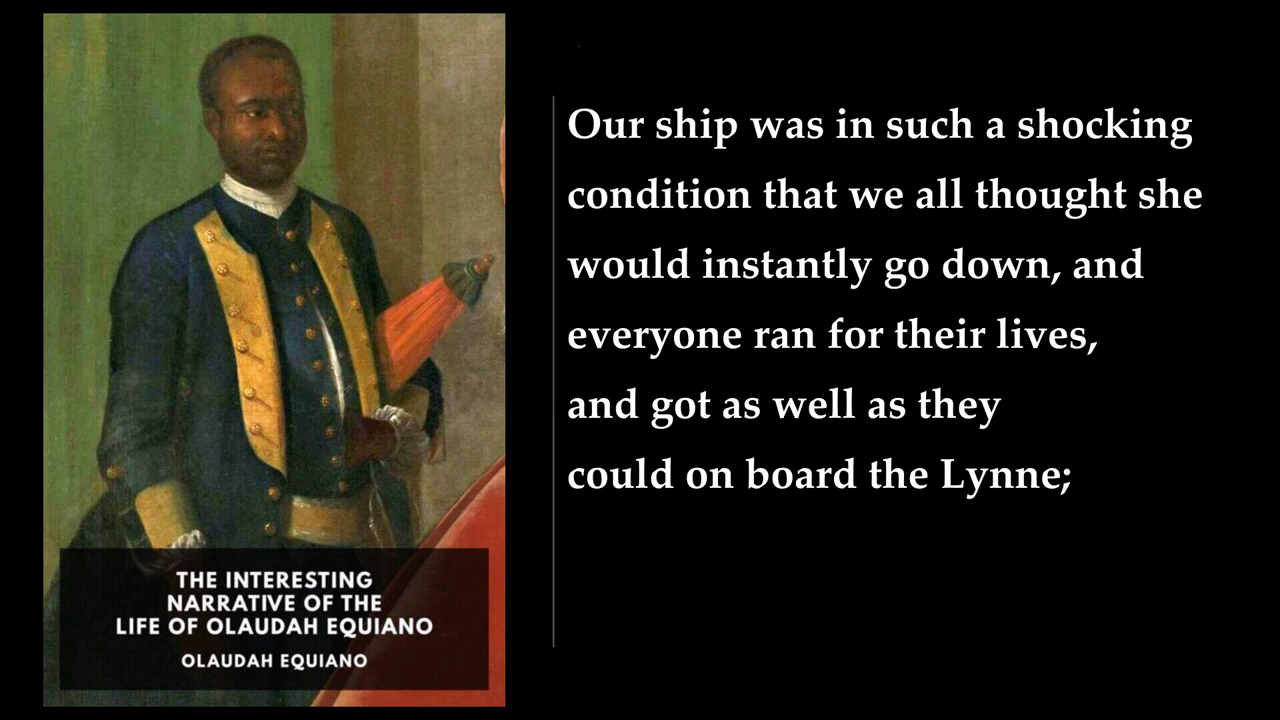 THE INTERESTING
NARRATIVE OF THE
LIFE OF OLAUDAH EQUIANO
OLAUDAH EQUIANO
Our ship was in such a shocking
condition that we all thought she
would instantly go down, and
everyone ran for their lives,
and got as well as they
could on board the Lynne;